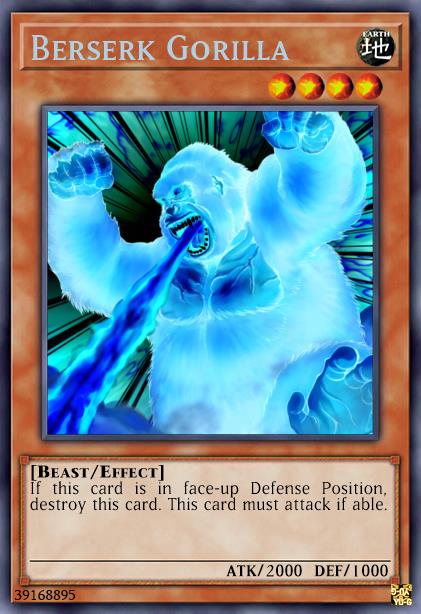 Berserk Gorilla
EARTH
地
[Beast/Effect]
If this card is in face-up Defense Position,
destroy this card. This card must attack if able.
ATK/2000 DEF/1000
39168895